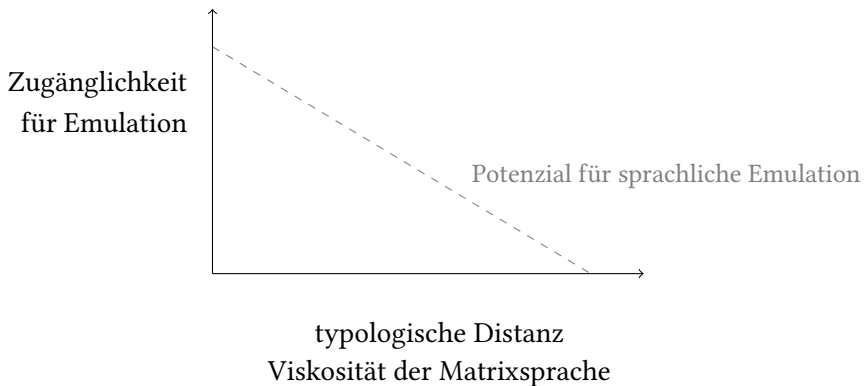 Zugänglichkeit
für Emulation
Potenzial für sprachliche Emulation
typologische Distanz
Viskosität der Matrixsprache